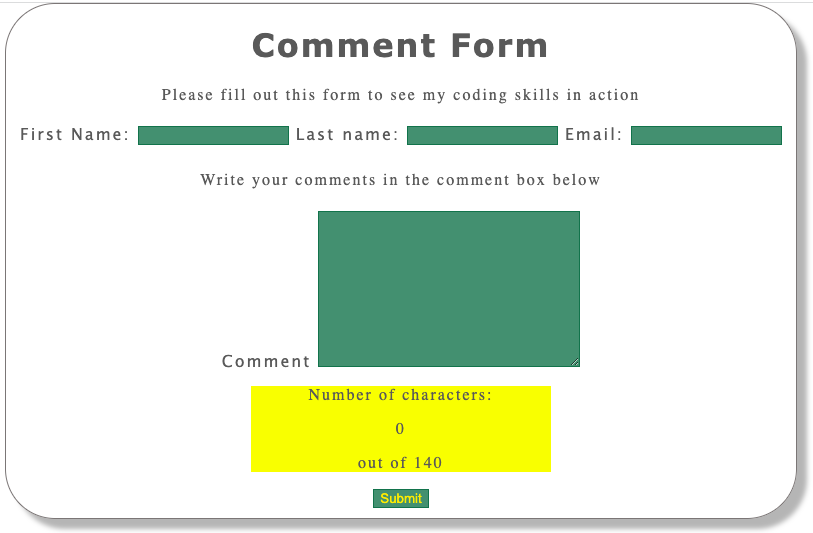 Comment Form
Please fill out this form to see my coding skills in action
First Name: Last name: Email:
Write your comments in the comment box below
Comment
Number of characters:
0
out of 140
Submit